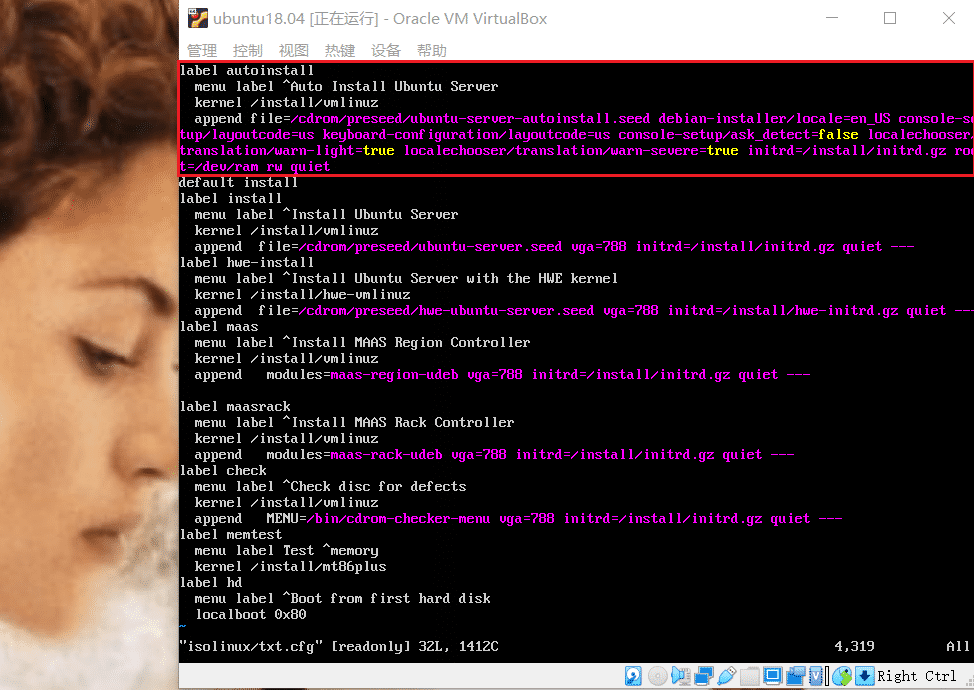 ubuntu18.04 [正在运行] - Oracle VM VirtualBox
管理 控制 视图 热键 设备 帮助
label autoinstall
  menu label ^Auto Install Ubuntu Server
  kernel /install/vmlinuz
  append file=/cdrom/preseed/ubuntu-server-autoinstall.seed debian-installer/locale=en_US console-se
tup/layoutcode=us keyboard-configuration/layoutcode=us console-setup/ask_detect=false localechooser/
translation/warn-light=true localechooser/translation/warn-severe=true initrd=/install/initrd.gz roo
t=/dev/ram rw quiet
default install
label install
  menu label ^Install Ubuntu Server
  kernel /install/vmlinuz
  append  file=/cdrom/preseed/ubuntu-server.seed vga=788 initrd=/install/initrd.gz quiet ---
label hwe-install
  menu label ^Install Ubuntu Server with the HWE kernel
  kernel /install/hwe-vmlinuz
  append  file=/cdrom/preseed/hwe-ubuntu-server.seed vga=788 initrd=/install/hwe-initrd.gz quiet ---
label maas
  menu label ^Install MAAS Region Controller
  kernel /install/vmlinuz
  append   modules=maas-region-udeb vga=788 initrd=/install/initrd.gz quiet ---
label maasrack
  menu label ^Install MAAS Rack Controller
  kernel /install/vmlinuz
  append   modules=maas-rack-udeb vga=788 initrd=/install/initrd.gz quiet ---
label check
  menu label ^Check disc for defects
  kernel /install/vmlinuz
  append   MENU=/bin/cdrom-checker-menu vga=788 initrd=/install/initrd.gz quiet ---
label memtest
  menu label Test ^memory
  kernel /install/mt86plus
label hd
  menu label ^Boot from first hard disk
  localboot 0x80
~
"isolinux/txt.cfg" [readonly] 32L, 1412C 4,319 All
Right Ctrl